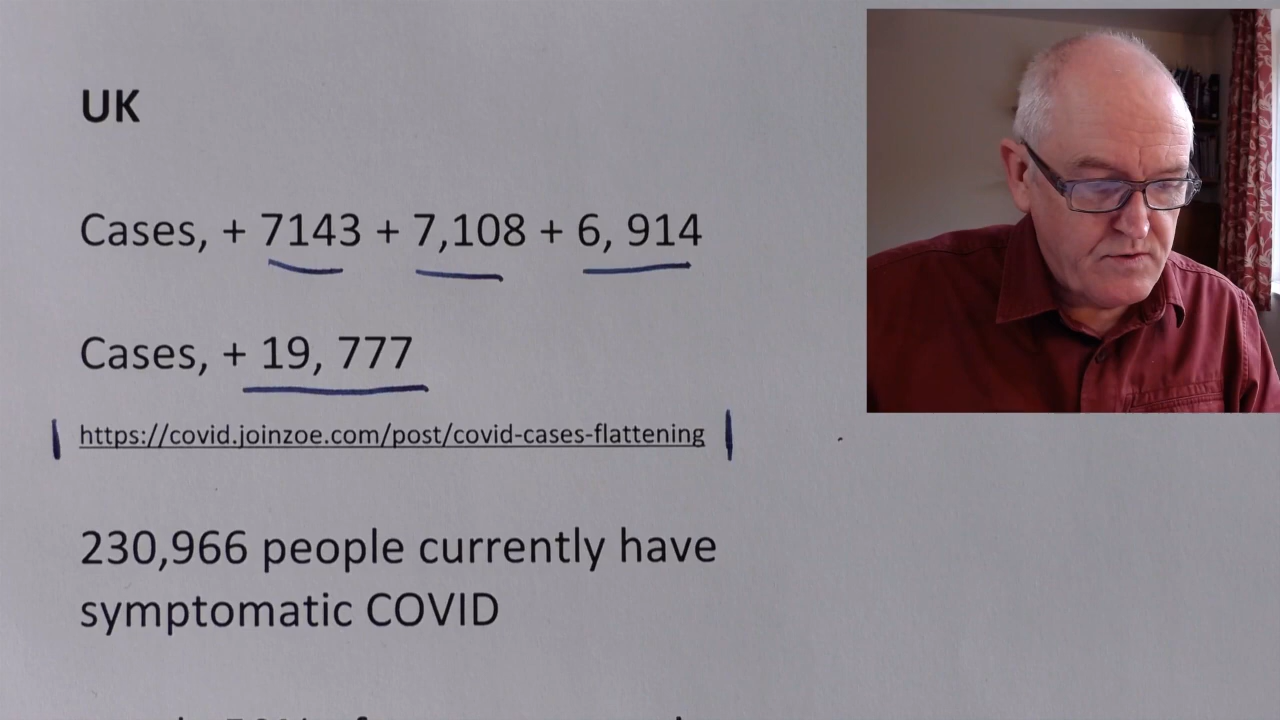 UK
Cases, + 7143 + 7,108 + 6, 914
Cases, + 19, 777
https://covid.joinzoe.com/post/covid-cases-flattening
230,966 people currently have
symptomatic COVID